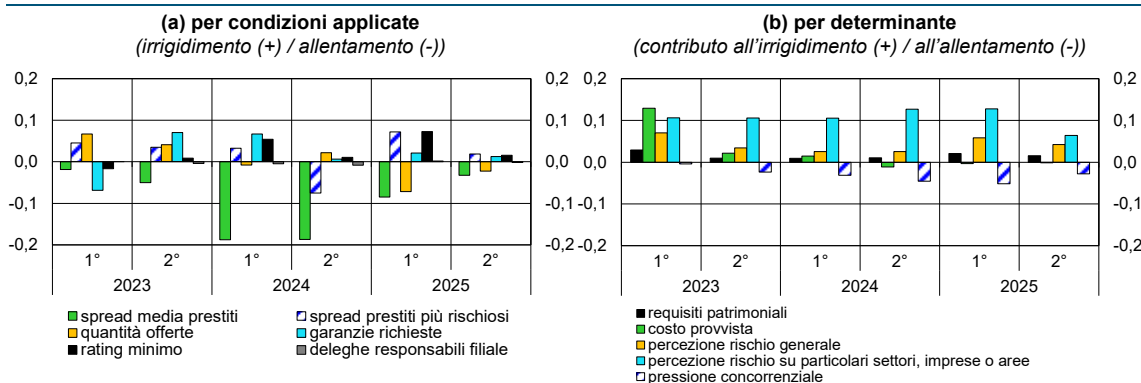 (a) per condizioni applicate
(irrigidimento (+) / allentamento (-))
0,2 0,2
0,1 0,1
0,0 0,0
-0,1 -0,1
-0,2 -0,2
1° 2° 1° 2° 1° 2°
2023 2024 2025
spread media prestiti spread prestiti più rischiosi
quantità offerte garanzie richieste
rating minimo deleghe responsabili filiale
(b) per determinante
(contributo all'irrigidimento (+) / all'allentamento (-))
0,2 0,2
0,1 0,1
0,0 0,0
-0,1 -0,1
-0,2 -0,2
1° 2° 1° 2° 1° 2°
2023 2024 2025
requisiti patrimoniali
costo provvista
percezione rischio generale
percezione rischio su particolari settori, imprese o aree
pressione concorrenziale